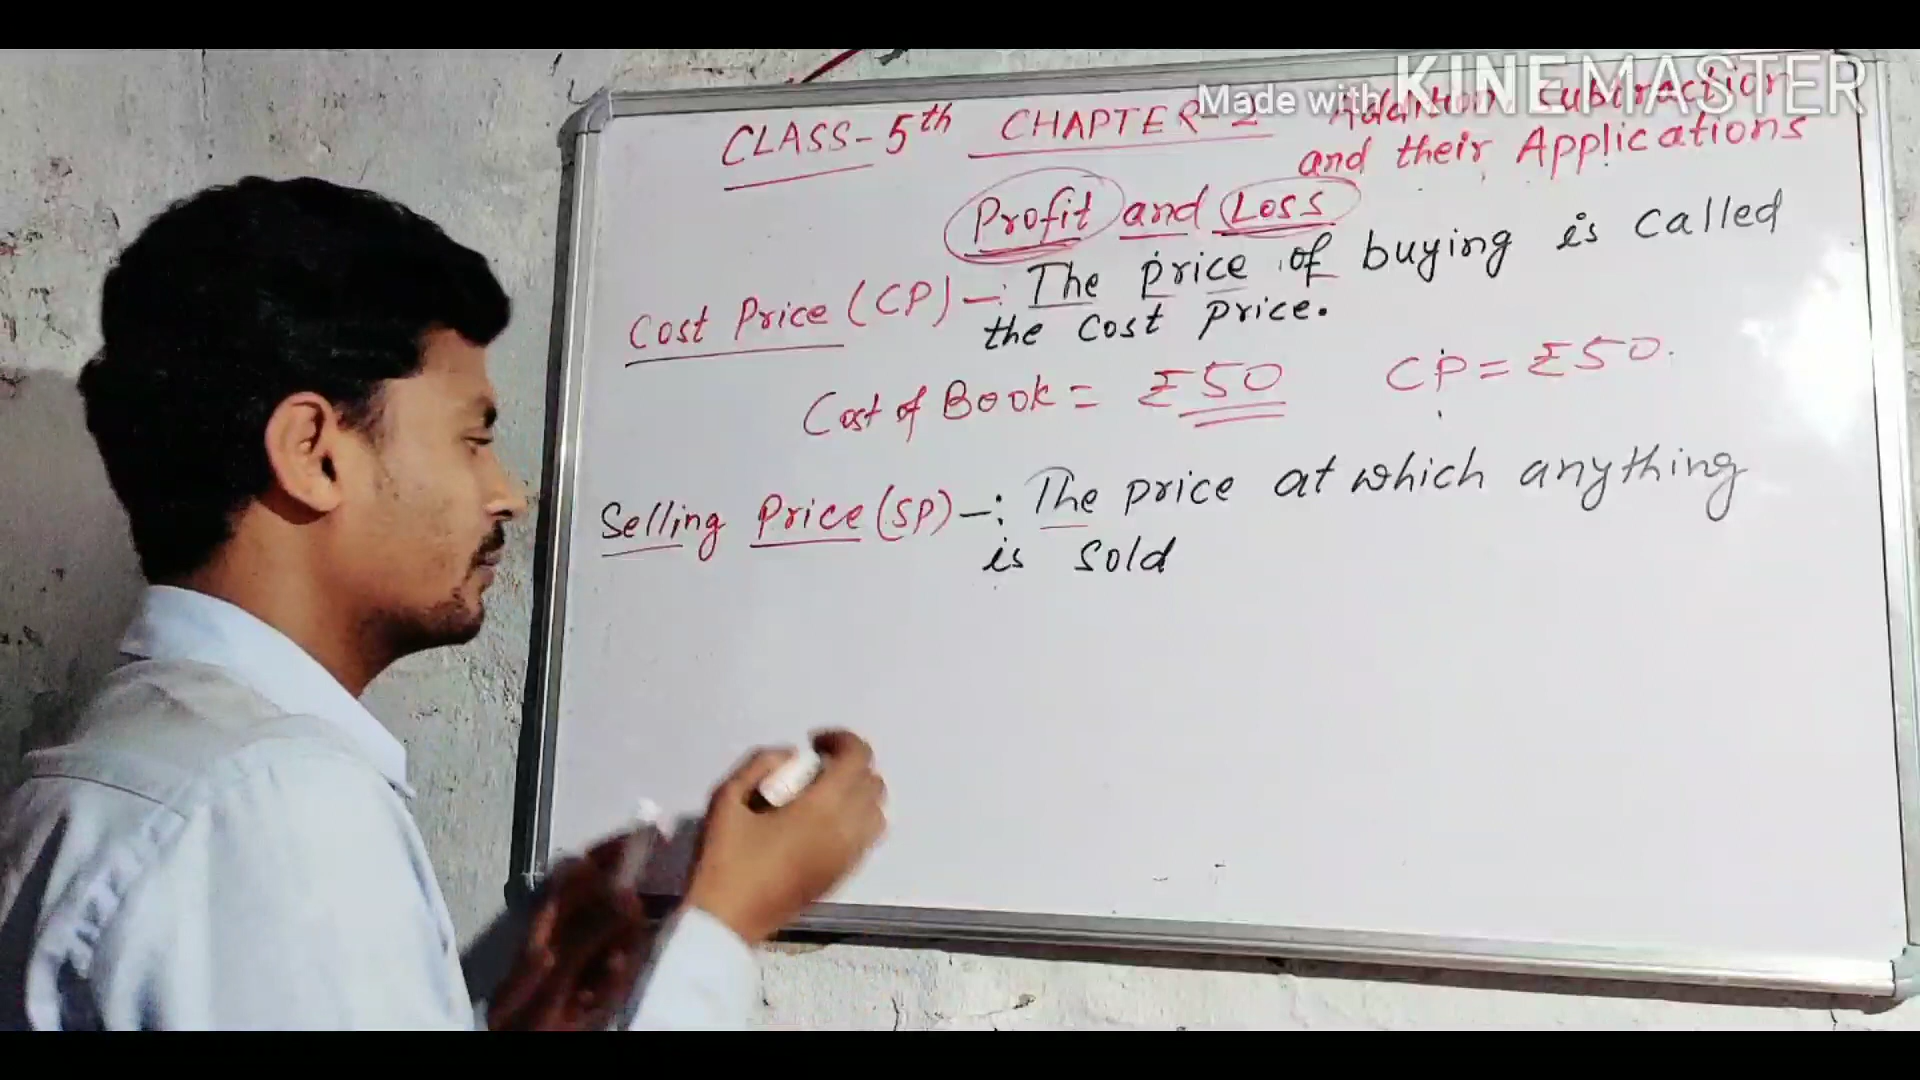 Made with KINEMASTER
CLASS-5th CHAPTER-2 Addition, Subtraction
and their Applications
Profit and Loss
Cost Price (CP) -: The price of buying is called
the cost price.
Cost of Book = ₹50 CP = ₹50.
Selling Price (SP) -: The price at which anything
is sold